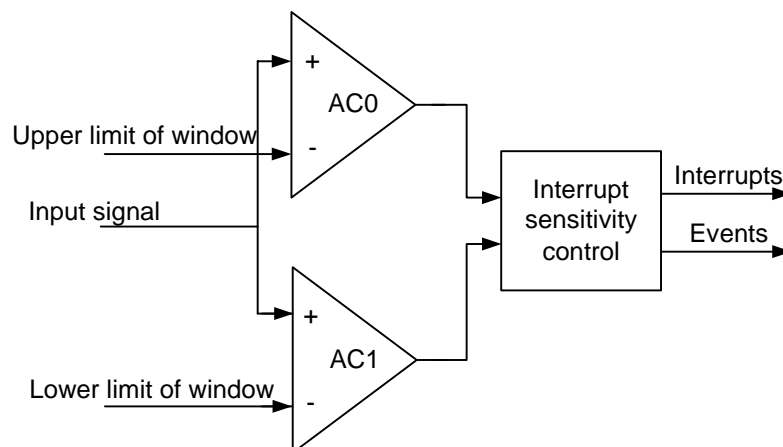 +
AC0
-
Upper limit of window
Input signal
Interrupt
sensitivity
control
Interrupts
Events
+
AC1
-
Lower limit of window